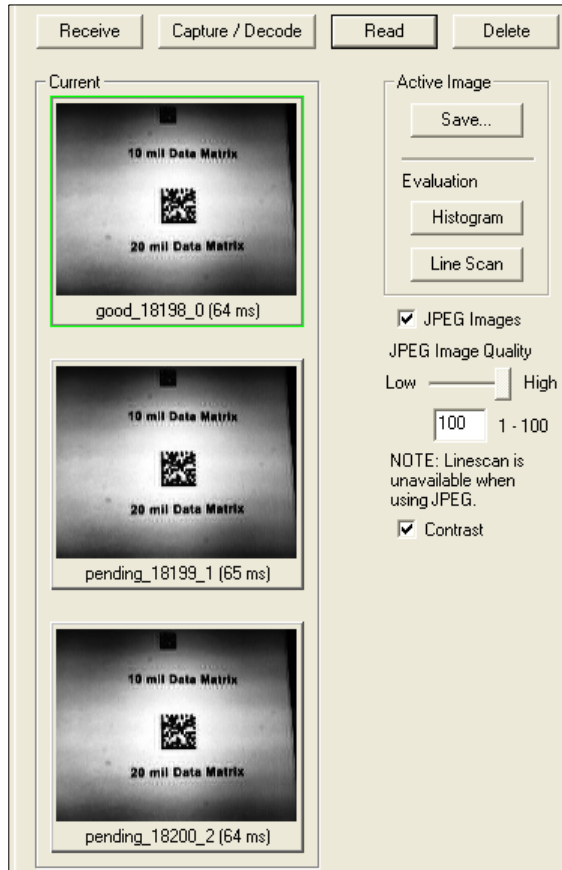 Receive Capture / Decode Read Delete
Current
10 mil Data Matrix
20 mil Data Matrix
good_18198_0 (64 ms)
10 mil Data Matrix
20 mil Data Matrix
pending_18199_1 (65 ms)
10 mil Data Matrix
20 mil Data Matrix
pending_18200_2 (64 ms)
Active Image
Save...
Evaluation
Histogram
Line Scan
JPEG Images
JPEG Image Quality
Low High
100 1 - 100
NOTE: Linescan is
unavailable when
using JPEG.
Contrast